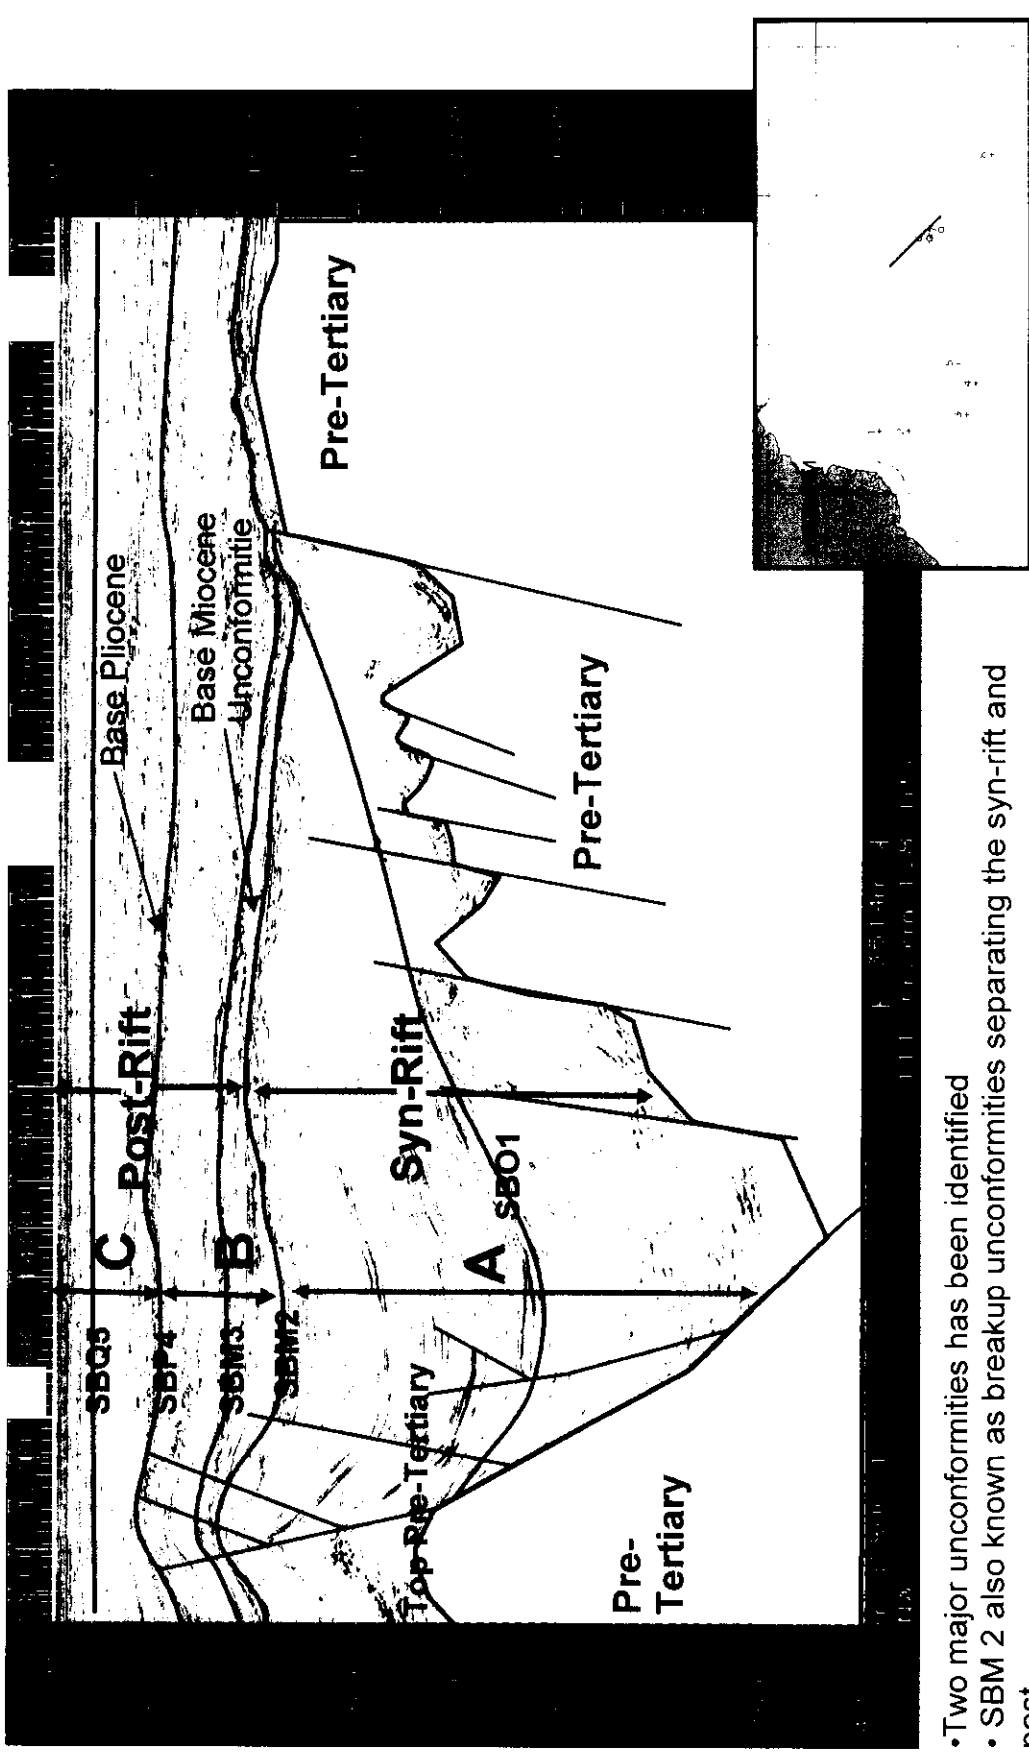 Base Pliocene
Base Miocene
Unconformitie
C
Post-Rift
B
SBQ5
SBP4
SBM3
SBM2
Syn-Rift
A
SBO1
Top Pre-Tertiary
Pre-Tertiary
Pre-Tertiary
Pre-
Tertiary
•Two major unconformities has been identified
• SBM 2 also known as breakup unconformities separating the syn-rift and
post